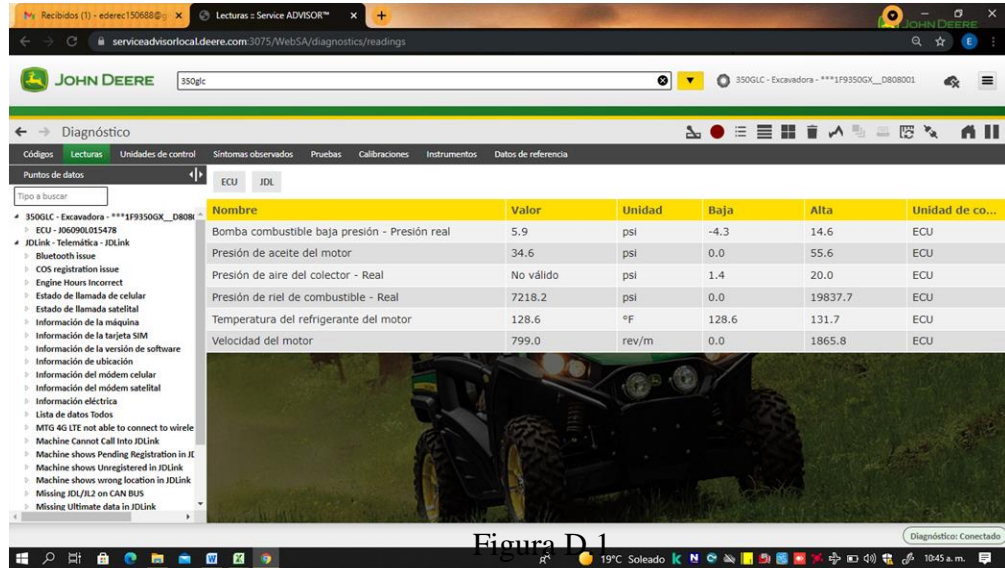 Recibidos (1) - ederec150688@g
Lecturas :: Service ADVISOR™
serviceadvisorlocal.deere.com:3075/WebSA/diagnostics/readings
E
JOHN DEERE
JOHN DEERE
350glc
350GLC - Excavadora - ***1F9350GX__D808001
Diagnóstico
Códigos Lecturas Unidades de control Síntomas observados Pruebas Calibraciones Instrumentos Datos de referencia
Puntos de datos
Tipo a buscar
350GLC - Excavadora - ***1F9350GX__D808(
ECU - J06090L015478
JDLink - Telemática - JDLink
Bluetooth issue
COS registration issue
Engine Hours Incorrect
Estado de llamada de celular
Estado de llamada satelital
Información de la máquina
Información de la tarjeta SIM
Información de la versión de software
Información de ubicación
Información del módem celular
Información del módem satelital
Información eléctrica
Lista de datos Todos
MTG 4G LTE not able to connect to wirele
Machine Cannot Call Into JDLink
Machine shows Pending Registration in JD
Machine shows Unregistered in JDLink
Machine shows wrong location in JDLink
Missing JDL/JL2 on CAN BUS
Missing Ultimate data in JDLink
ECU JDL
Nombre Valor Unidad Baja Alta Unidad de co...
Bomba combustible baja presión - Presión real 5.9 psi -4.3 14.6 ECU
Presión de aceite del motor 34.6 psi 0.0 55.6 ECU
Presión de aire del colector - Real No válido psi 1.4 20.0 ECU
Presión de riel de combustible - Real 7218.2 psi 0.0 19837.7 ECU
Temperatura del refrigerante del motor 128.6 °F 128.6 131.7 ECU
Velocidad del motor 799.0 rev/m 0.0 1865.8 ECU
Diagnóstico: Conectado
Figura D.1
19°C Soleado
10:45 a. m.